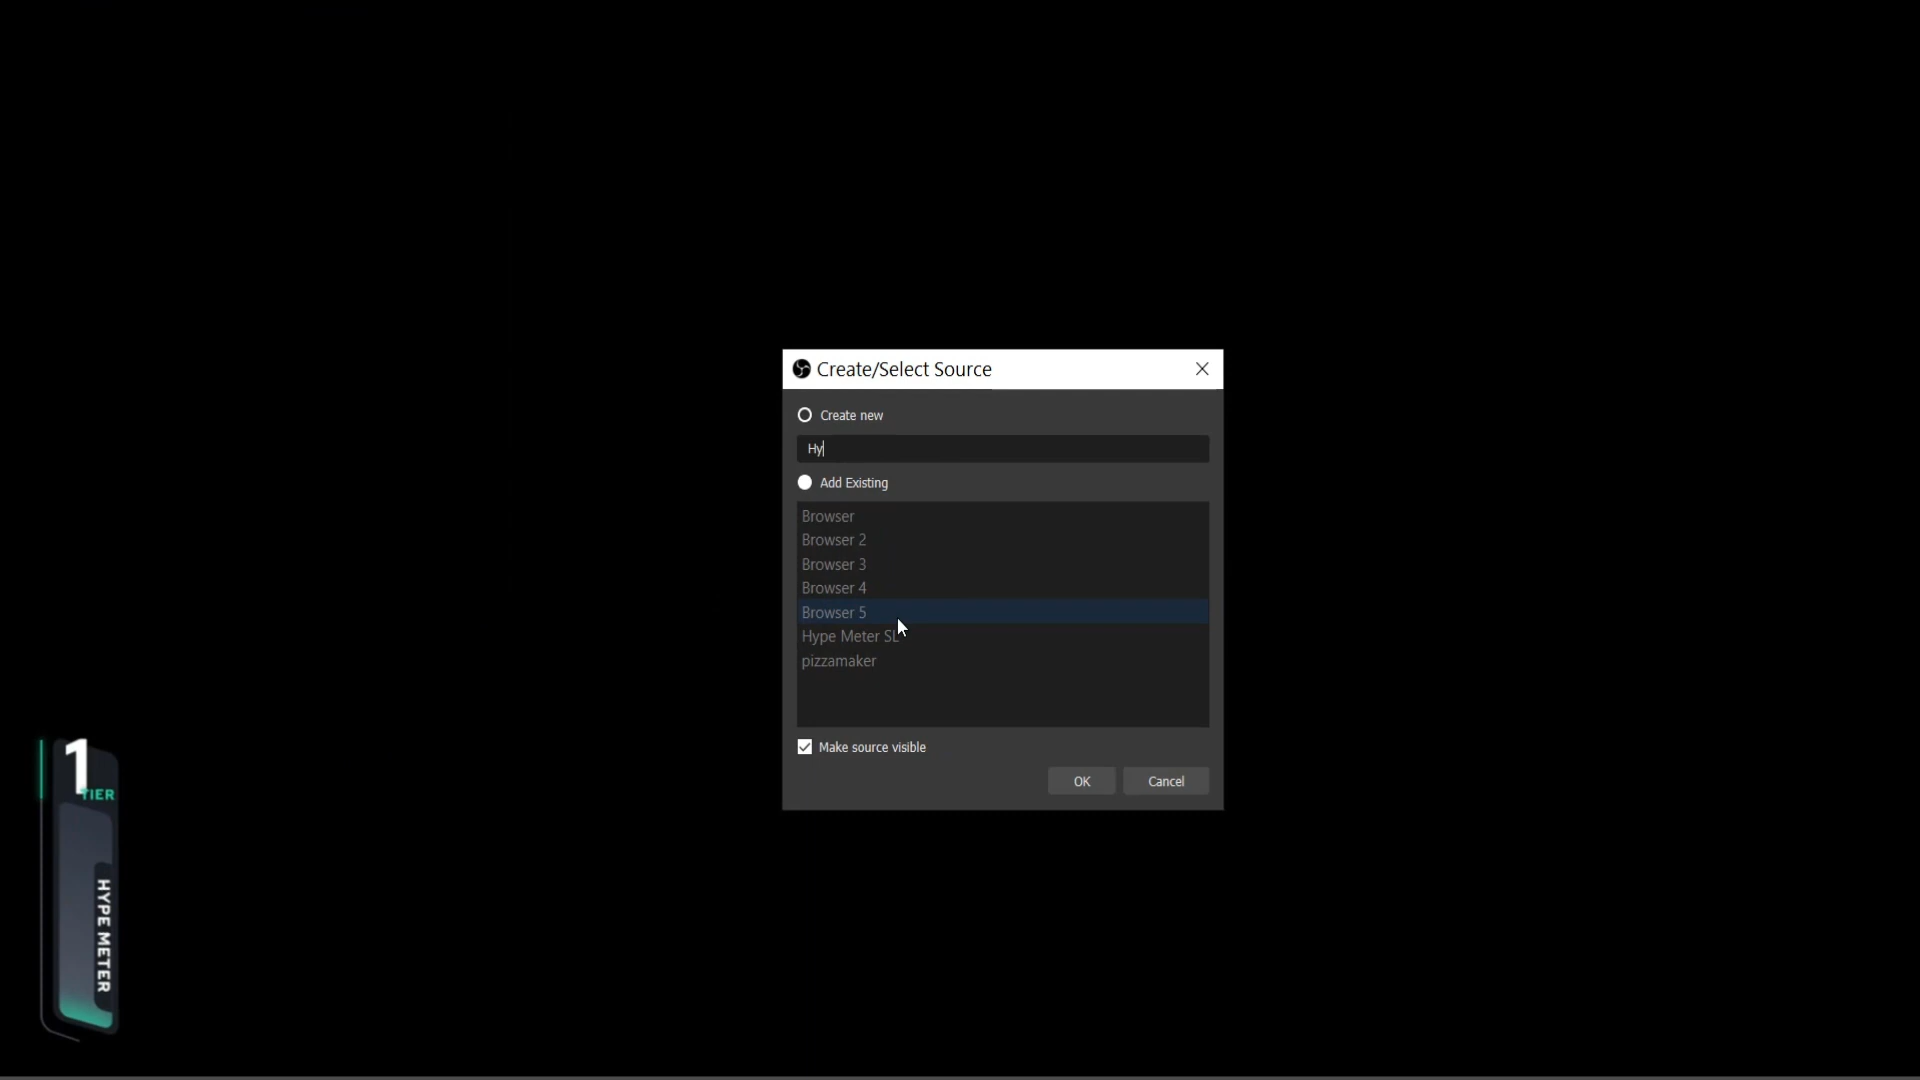 Create/Select Source
Create new
Hy
Add Existing
Browser
Browser 2
Browser 3
Browser 4
Browser 5
Hype Meter SL
pizzamaker
Make source visible
OK
Cancel
1
TIER
HYPE METER